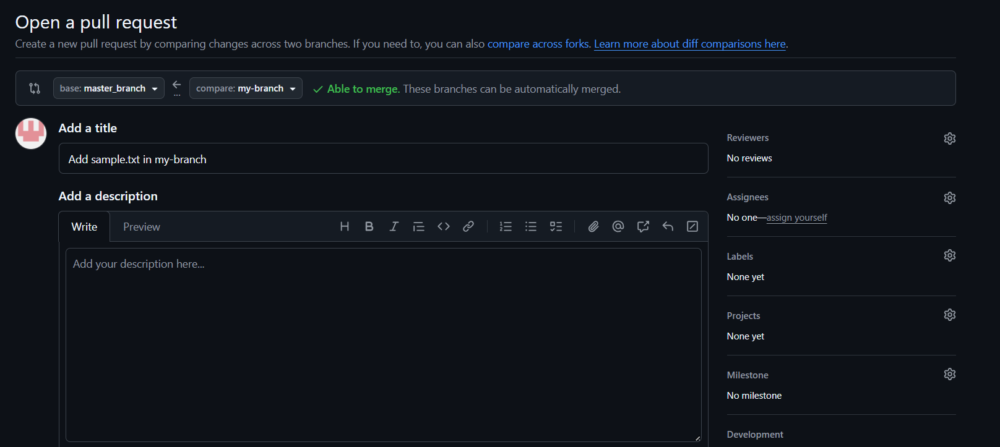 Open a pull request
Create a new pull request by comparing changes across two branches. If you need to, you can also compare across forks. Learn more about diff comparisons here.
base: master_branch ... compare: my-branch Able to merge. These branches can be automatically merged.
Add a title
Add sample.txt in my-branch
Add a description
Write Preview
Add your description here...
Reviewers
No reviews
Assignees
No one—assign yourself
Labels
None yet
Projects
None yet
Milestone
No milestone
Development